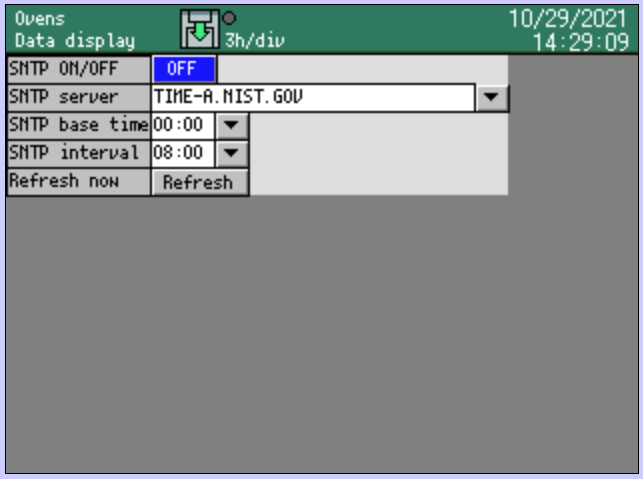 Ovens
Data display
3h/div
10/29/2021
14:29:09
SNTP ON/OFF OFF
SNTP server TIME-A.NIST.GOV
SNTP base time 00:00
SNTP interval 08:00
Refresh now Refresh